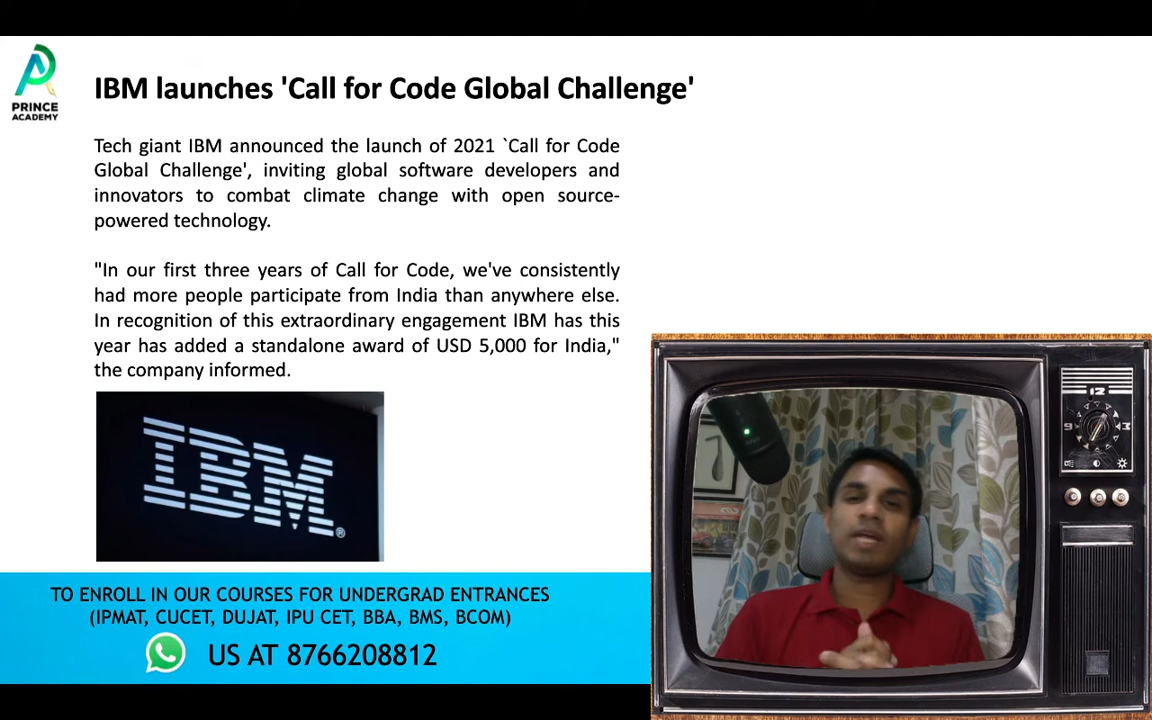 PRINCE
ACADEMY
IBM launches 'Call for Code Global Challenge'
Tech giant IBM announced the launch of 2021 `Call for Code
Global Challenge', inviting global software developers and
innovators to combat climate change with open source-
powered technology.
"In our first three years of Call for Code, we've consistently
had more people participate from India than anywhere else.
In recognition of this extraordinary engagement IBM has this
year has added a standalone award of USD 5,000 for India,"
the company informed.
IBM®
12
9
3
TO ENROLL IN OUR COURSES FOR UNDERGRAD ENTRANCES
(IPMAT, CUCET, DUJAT, IPU CET, BBA, BMS, BCOM)
US AT 8766208812